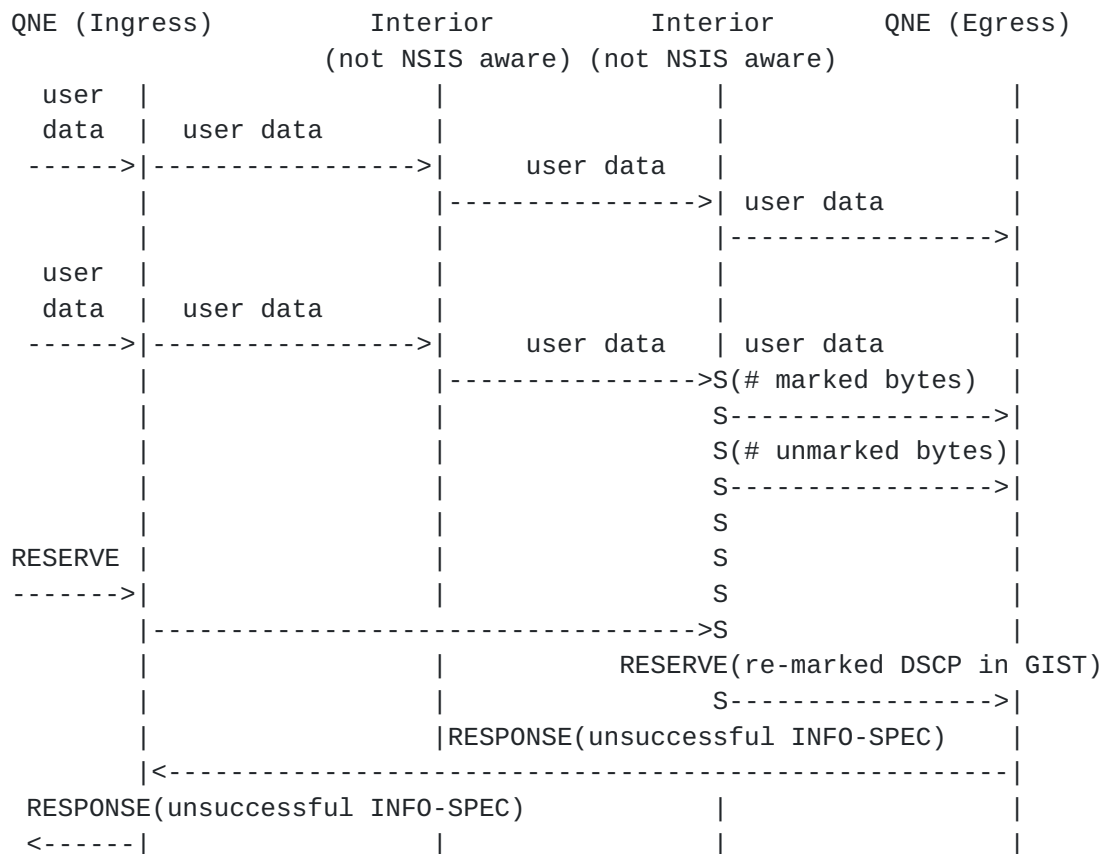 QNE (Ingress)          Interior          Interior         QNE (Egress)
                    (not NSIS aware) (not NSIS aware)
  user  |                  |                 |                  |
  data  |  user data       |                 |                  |
 ------>|----------------->|     user data   |                  |
        |                  |---------------->| user data        |
        |                  |                 |----------------->|
  user  |                  |                 |                  |
  data  |  user data       |                 |                  |
 ------>|----------------->|     user data   | user data        |
        |                  |---------------->S(# marked bytes)  |
        |                  |                 S----------------->|
        |                  |                 S(# unmarked bytes)|
        |                  |                 S----------------->|
        |                  |                 S                  |
RESERVE |                  |                 S                  |
------->|                  |                 S                  |
        |----------------------------------->S                  |
        |                  |           RESERVE(re-marked DSCP in GIST)
        |                  |                 S----------------->|
        |                  |RESPONSE(unsuccessful INFO-SPEC)    |
        |<------------------------------------------------------|
 RESPONSE(unsuccessful INFO-SPEC)            |                  |
 <------|                  |                 |                  |